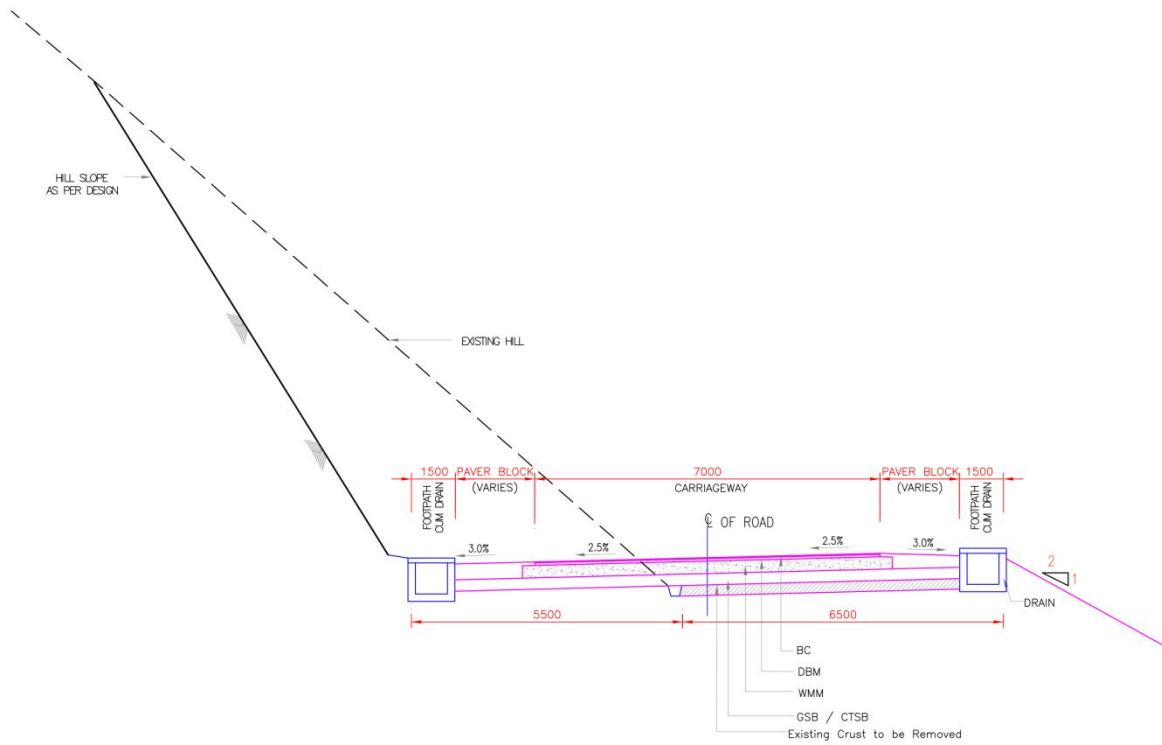 HILL SLOPE
AS PER DESIGN
EXISTING HILL
1500
PAVER BLOCK
(VARIES)
7000
CARRIAGEWAY
PAVER BLOCK
(VARIES)
1500
FOOTPATH
CUM DRAIN
FOOTPATH
CUM DRAIN
℄ OF ROAD
3.0%
2.5%
2.5%
3.0%
2
1
DRAIN
5500
6500
BC
DBM
WMM
GSB / CTSB
Existing Crust to be Removed